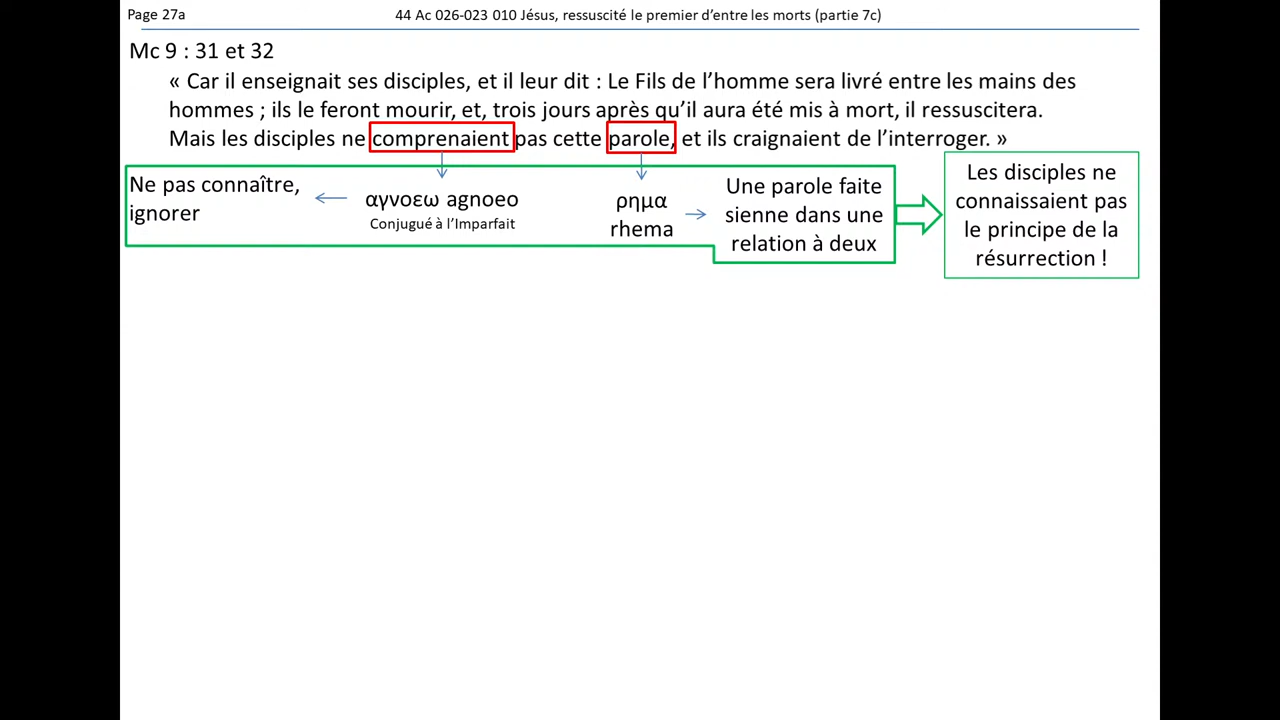 Page 27a
44 Ac 026-023 010 Jésus, ressuscité le premier d’entre les morts (partie 7c)
Mc 9 : 31 et 32
« Car il enseignait ses disciples, et il leur dit : Le Fils de l’homme sera livré entre les mains des
hommes ; ils le feront mourir, et, trois jours après qu’il aura été mis à mort, il ressuscitera.
Mais les disciples ne comprenaient pas cette parole, et ils craignaient de l’interroger. »
Ne pas connaître,
ignorer
αγνοεω agnoeo
Conjugué à l’Imparfait
ρημα
rhema
Une parole faite
sienne dans une
relation à deux
Les disciples ne
connaissaient pas
le principe de la
résurrection !